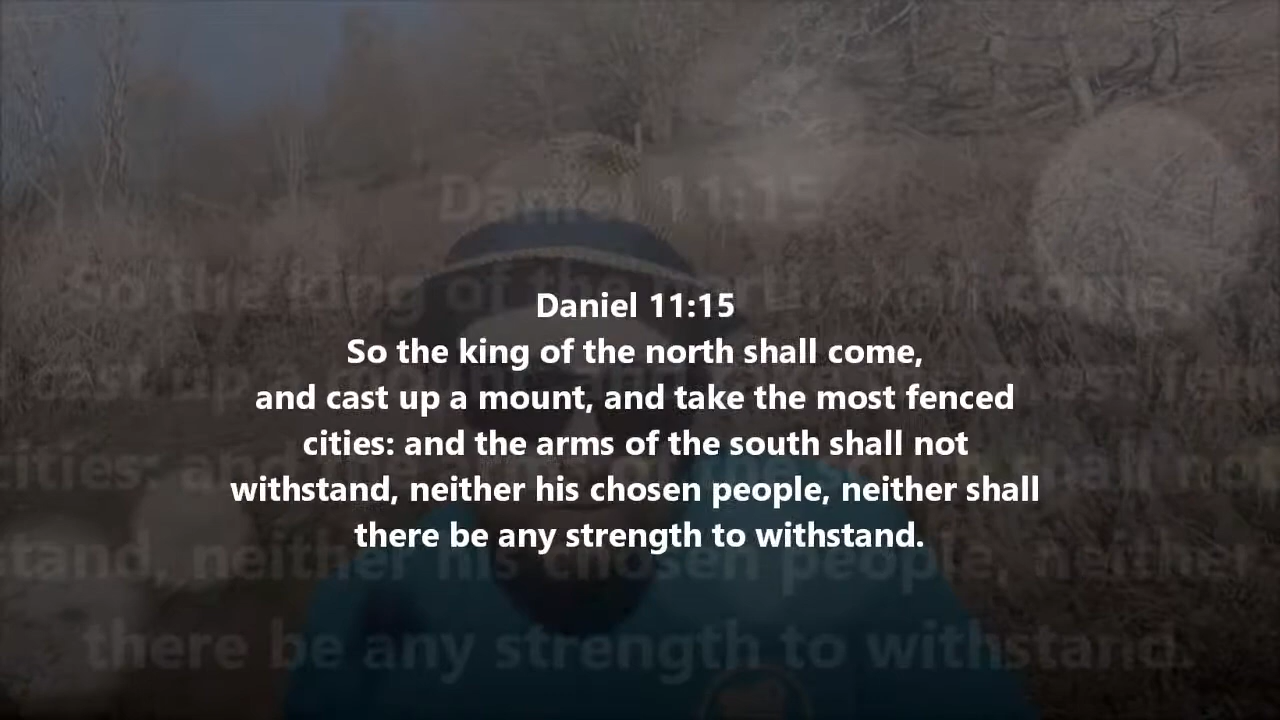 Daniel 11:15
So the king of the north shall come,
and cast up a mount, and take the most fenced
cities: and the arms of the south shall not
withstand, neither his chosen people, neither shall
there be any strength to withstand.